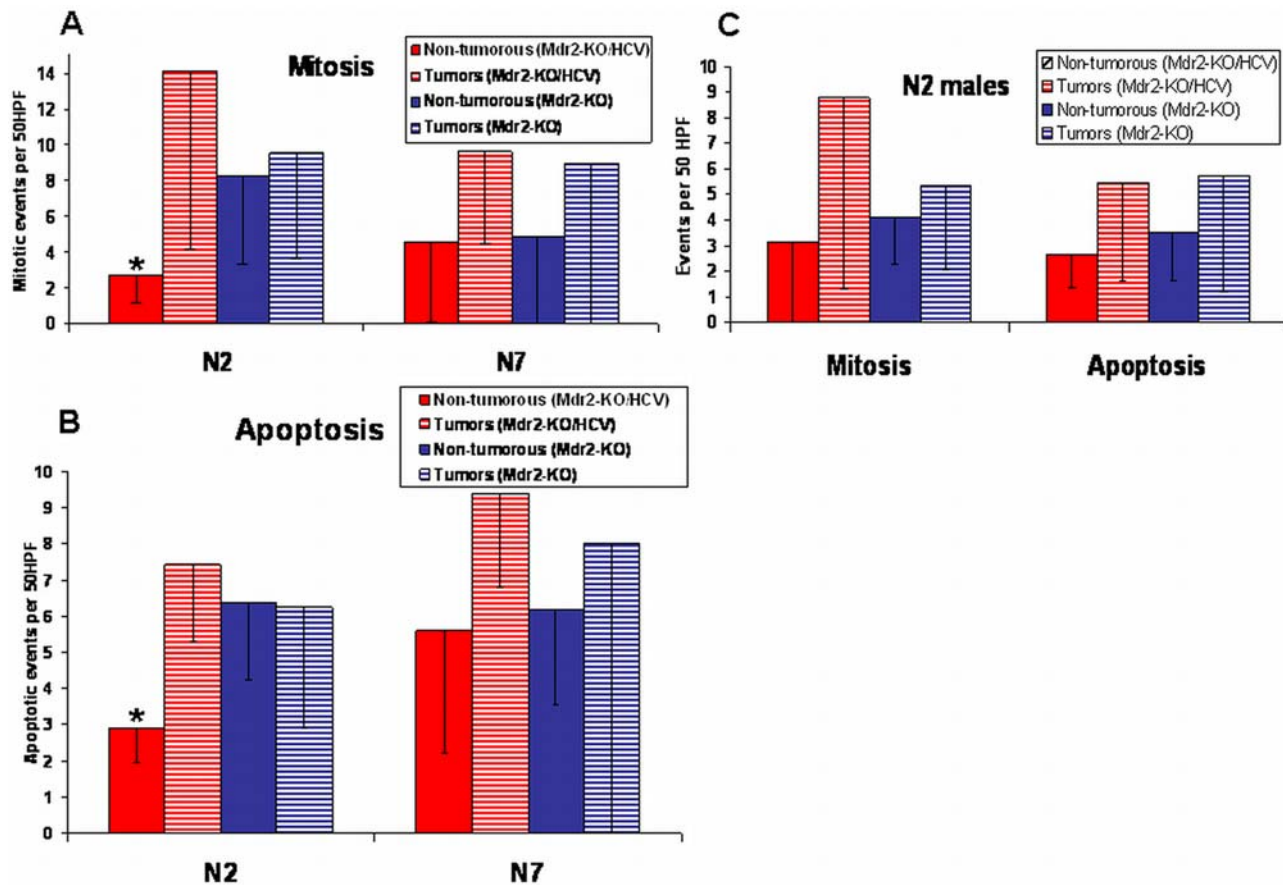 A
Mitosis
Non-tumorous (Mdr2-KO/HCV)
Tumors (Mdr2-KO/HCV)
Non-tumorous (Mdr2-KO)
Tumors (Mdr2-KO)
Mitotic events per 50HPF
14
12
10
8
6
4
2
0
*
N2
N7
C
N2 males
Non-tumorous (Mdr2-KO/HCV)
Tumors (Mdr2-KO/HCV)
Non-tumorous (Mdr2-KO)
Tumors (Mdr2-KO)
Events per 50 HPF
10
9
8
7
6
5
4
3
2
1
0
Mitosis
Apoptosis
B
Apoptosis
Non-tumorous (Mdr2-KO/HCV)
Tumors (Mdr2-KO/HCV)
Non-tumorous (Mdr2-KO)
Tumors (Mdr2-KO)
Apoptotic events per 50HPF
10
9
8
7
6
5
4
3
2
1
0
*
N2
N7